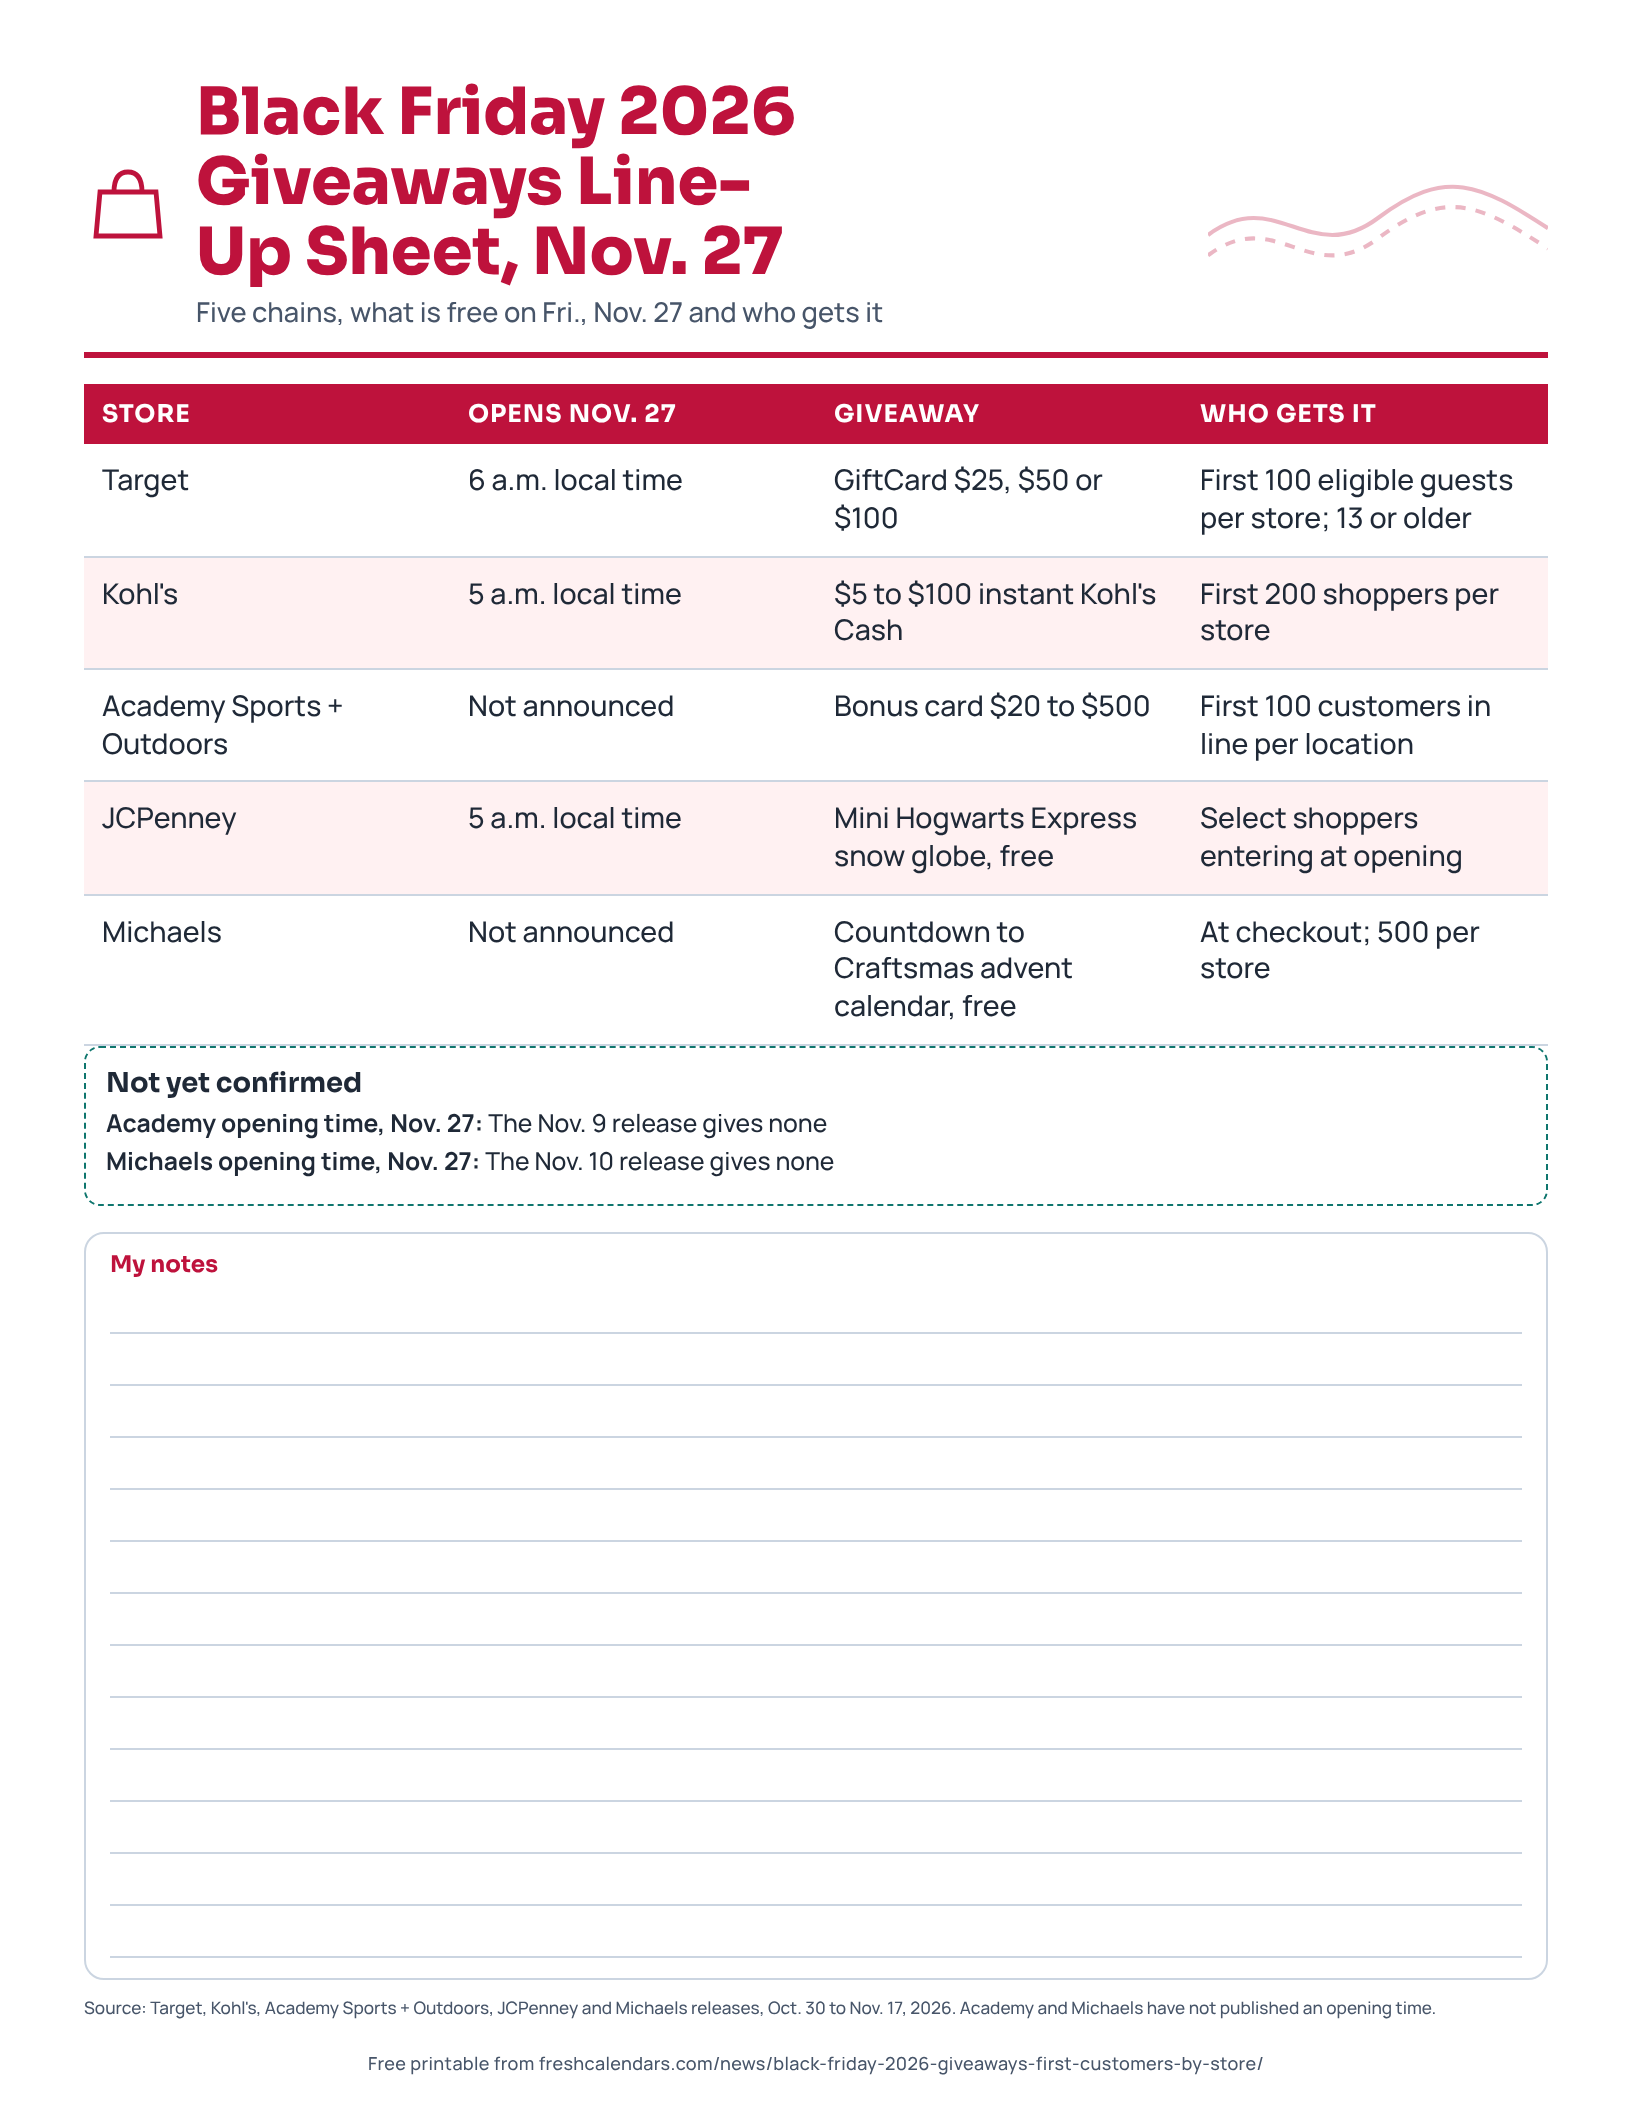 Black Friday 2026
Giveaways Line-
Up Sheet, Nov. 27
Five chains, what is free on Fri., Nov. 27 and who gets it
STORE OPENS NOV. 27 GIVEAWAY WHO GETS IT
Target 6 a.m. local time GiftCard $25, $50 or First 100 eligible guests
$100 per store; 13 or older
Kohl's 5 a.m. local time $5 to $100 instant Kohl's First 200 shoppers per
Cash store
Academy Sports + Not announced Bonus card $20 to $500 First 100 customers in
Outdoors line per location
JCPenney 5 a.m. local time Mini Hogwarts Express Select shoppers
snow globe, free entering at opening
Michaels Not announced Countdown to At checkout; 500 per
Craftsmas advent store
calendar, free
Not yet confirmed
Academy opening time, Nov. 27: The Nov. 9 release gives none
Michaels opening time, Nov. 27: The Nov. 10 release gives none
My notes
Source: Target, Kohl's, Academy Sports + Outdoors, JCPenney and Michaels releases, Oct. 30 to Nov. 17, 2026. Academy and Michaels have not published an opening time.
Free printable from freshcalendars.com/news/black-friday-2026-giveaways-first-customers-by-store/